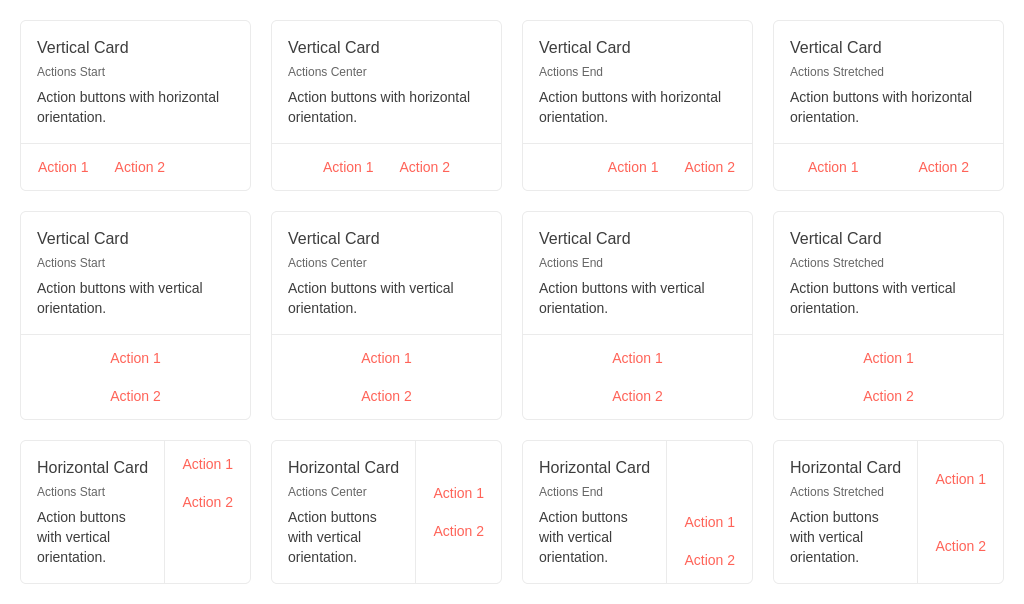 Vertical Card
Actions Start
Action buttons with horizontal
orientation.
Action 1 Action 2
Vertical Card
Actions Center
Action buttons with horizontal
orientation.
Action 1 Action 2
Vertical Card
Actions End
Action buttons with horizontal
orientation.
Action 1 Action 2
Vertical Card
Actions Stretched
Action buttons with horizontal
orientation.
Action 1 Action 2
Vertical Card
Actions Start
Action buttons with vertical
orientation.
Action 1
Action 2
Vertical Card
Actions Center
Action buttons with vertical
orientation.
Action 1
Action 2
Vertical Card
Actions End
Action buttons with vertical
orientation.
Action 1
Action 2
Vertical Card
Actions Stretched
Action buttons with vertical
orientation.
Action 1
Action 2
Horizontal Card
Actions Start
Action buttons
with vertical
orientation.
Action 1
Action 2
Horizontal Card
Actions Center
Action buttons
with vertical
orientation.
Action 1
Action 2
Horizontal Card
Actions End
Action buttons
with vertical
orientation.
Action 1
Action 2
Horizontal Card
Actions Stretched
Action buttons
with vertical
orientation.
Action 1
Action 2